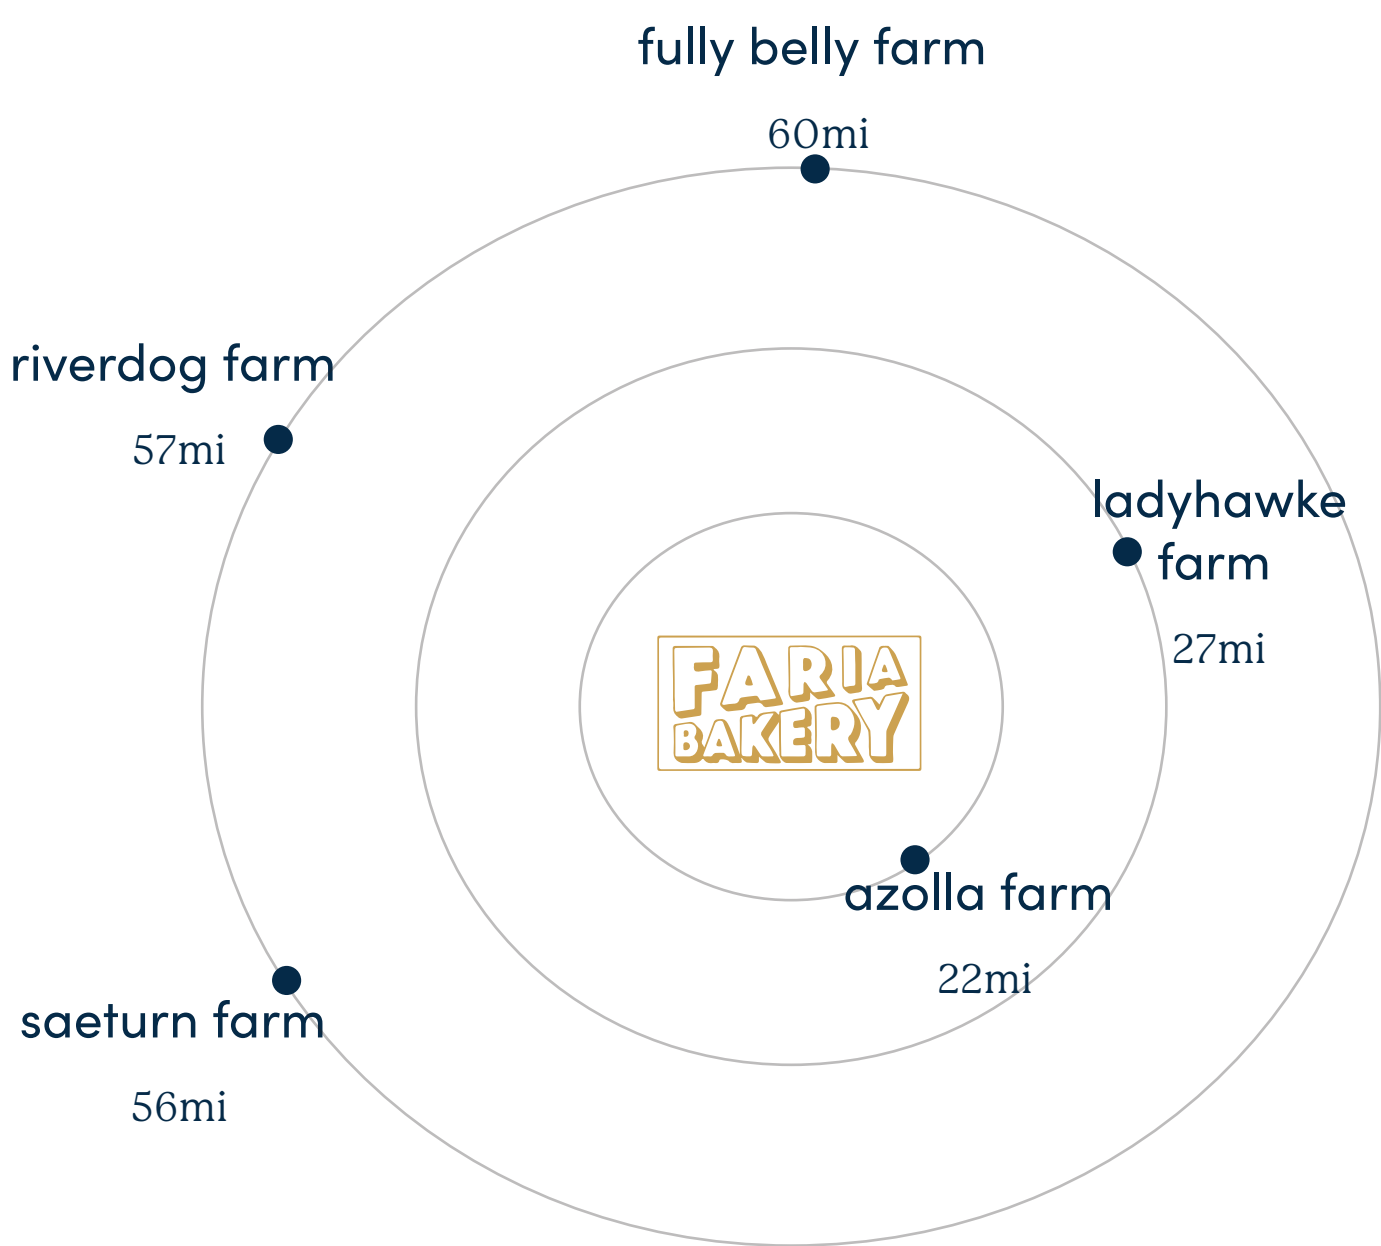 fully belly farm
60mi
riverdog farm
57mi
ladyhawke
farm
27mi
FARIA
BAKERY
azolla farm
22mi
saeturn farm
56mi